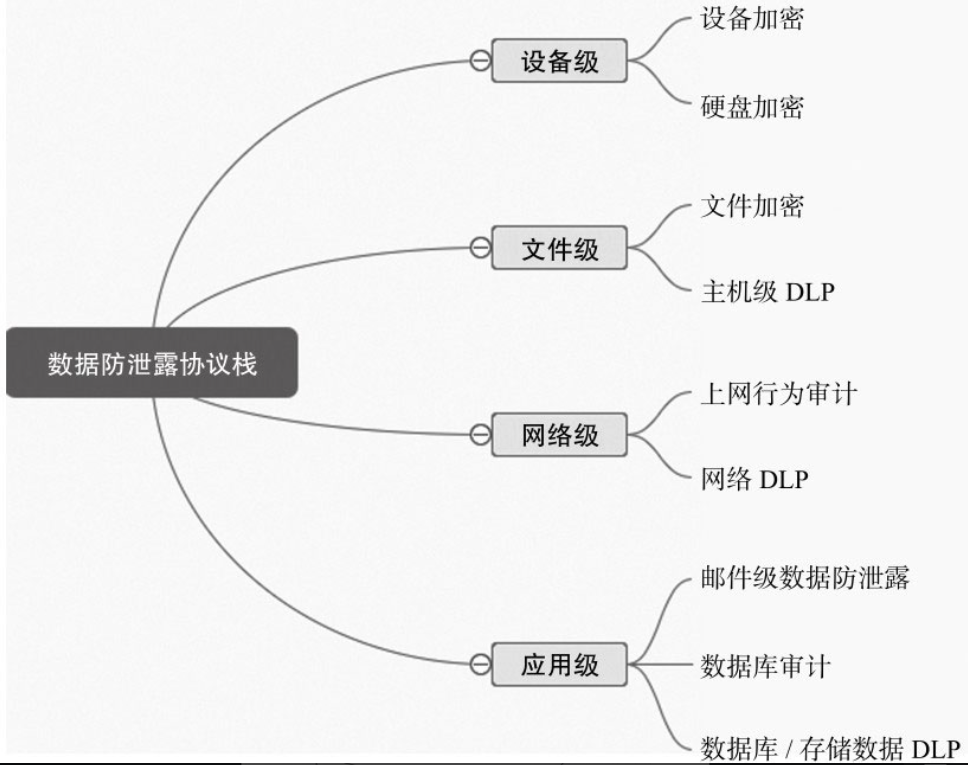 数据防泄露协议栈
设备级
设备加密
硬盘加密
文件级
文件加密
主机级 DLP
网络级
上网行为审计
网络 DLP
应用级
邮件级数据防泄露
数据库审计
数据库 / 存储数据 DLP